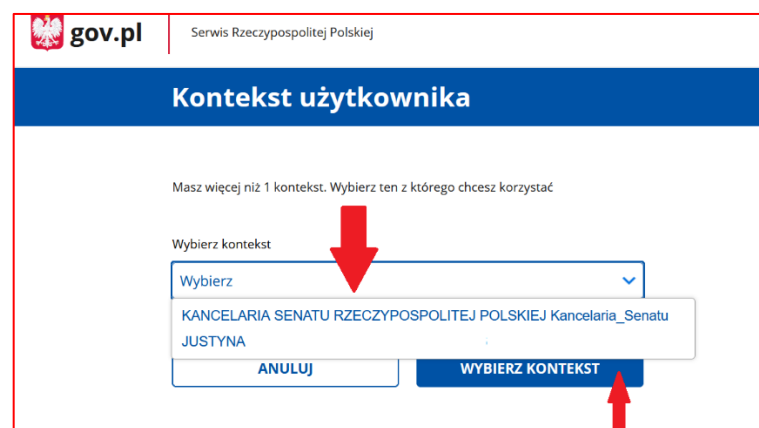 gov.pl
Serwis Rzeczypospolitej Polskiej
Kontekst użytkownika
Masz więcej niż 1 kontekst. Wybierz ten z którego chcesz korzystać
Wybierz kontekst
Wybierz
KANCELARIA SENATU RZECZYPOSPOLITEJ POLSKIEJ Kancelaria_Senatu
JUSTYNA
ANULUJ
WYBIERZ KONTEKST